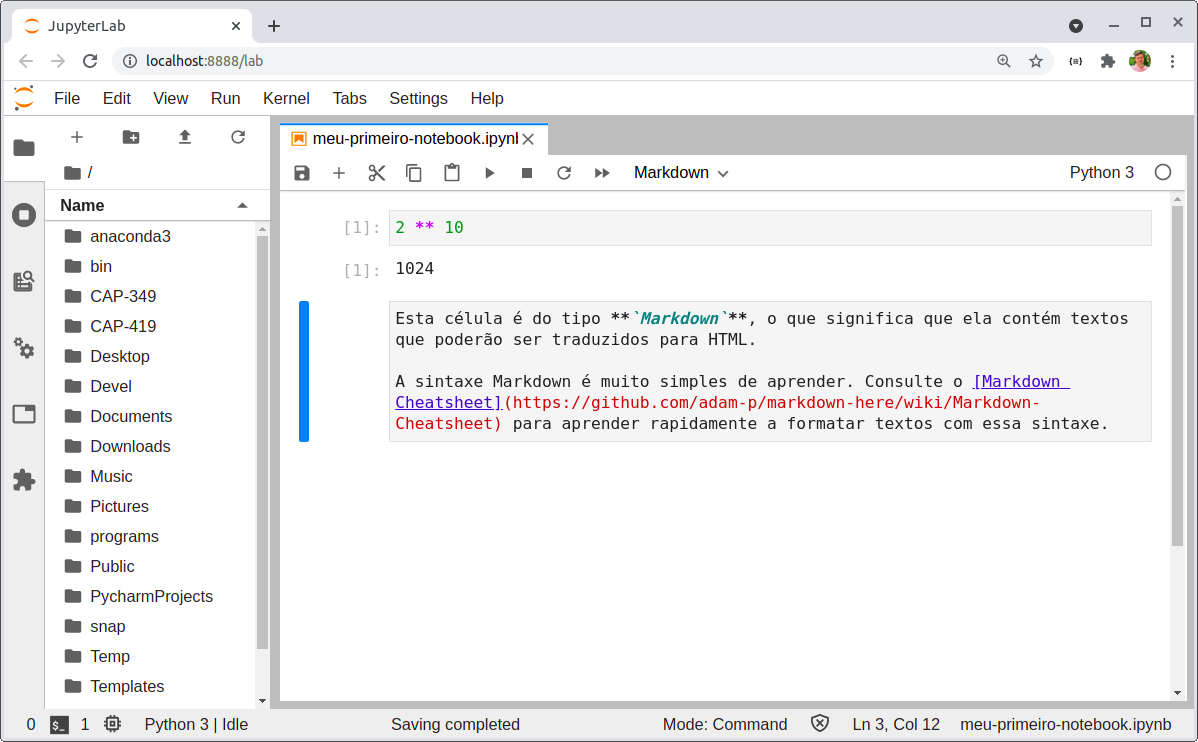 JupyterLab
localhost:8888/lab
File Edit View Run Kernel Tabs Settings Help
meu-primeiro-notebook.ipynl
/
Markdown
Python 3
Name
anaconda3
bin
CAP-349
CAP-419
Desktop
Devel
Documents
Downloads
Music
Pictures
programs
Public
PycharmProjects
snap
Temp
Templates
[1]: 2 ** 10
[1]: 1024
Esta célula é do tipo **`Markdown`**, o que significa que ela contém textos
que poderão ser traduzidos para HTML.
A sintaxe Markdown é muito simples de aprender. Consulte o [Markdown
Cheatsheet](https://github.com/adam-p/markdown-here/wiki/Markdown-
Cheatsheet) para aprender rapidamente a formatar textos com essa sintaxe.
0 $_ 1 Python 3 | Idle Saving completed Mode: Command Ln 3, Col 12 meu-primeiro-notebook.ipynb